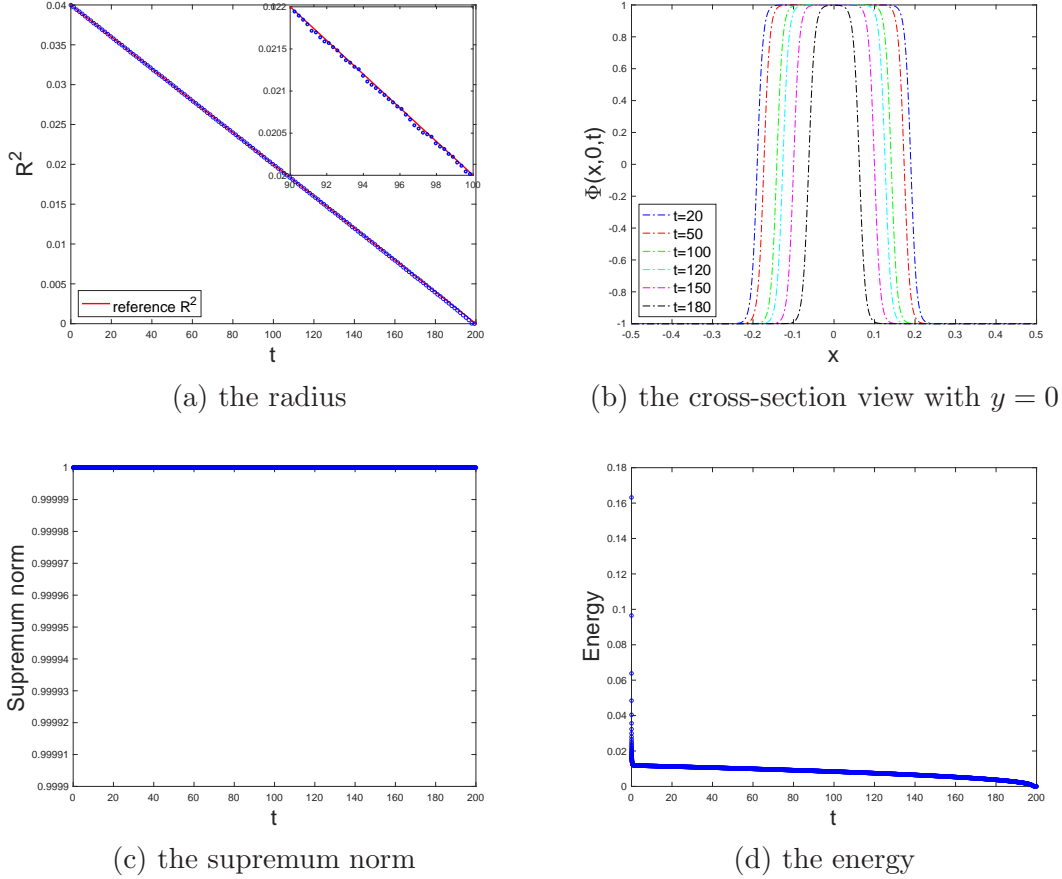 0.04
0.035
0.03
0.025
0.02
0.015
0.01
0.005
0
R²
0 20 40 60 80 100 120 140 160 180 200
t
reference R²
0.022
0.0215
0.021
0.0205
0.02
90 92 94 96 98 100
(a) the radius
1
0.8
0.6
0.4
0.2
0
-0.2
-0.4
-0.6
-0.8
-1
Φ(x,0,t)
t=20
t=50
t=100
t=120
t=150
t=180
-0.5 -0.4 -0.3 -0.2 -0.1 0 0.1 0.2 0.3 0.4 0.5
x
(b) the cross-section view with y = 0
1
0.99999
0.99998
0.99997
0.99996
0.99995
0.99994
0.99993
0.99992
0.99991
0.9999
Supremum norm
0 20 40 60 80 100 120 140 160 180 200
t
(c) the supremum norm
0.18
0.16
0.14
0.12
0.1
0.08
0.06
0.04
0.02
0
Energy
0 20 40 60 80 100 120 140 160 180 200
t
(d) the energy